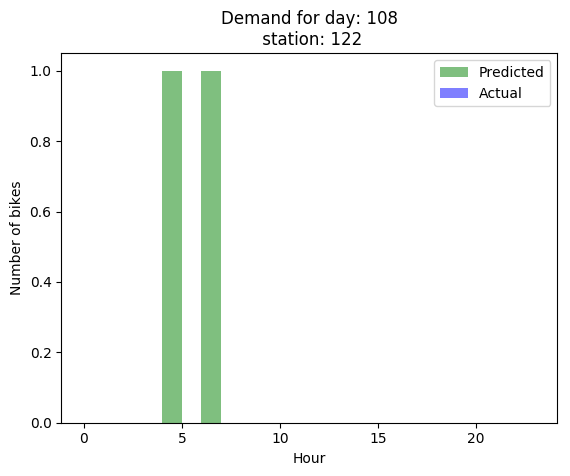 Demand for day: 108
station: 122
Predicted
Actual
1.0
0.8
0.6
0.4
0.2
0.0
Number of bikes
0
5
10
15
20
Hour